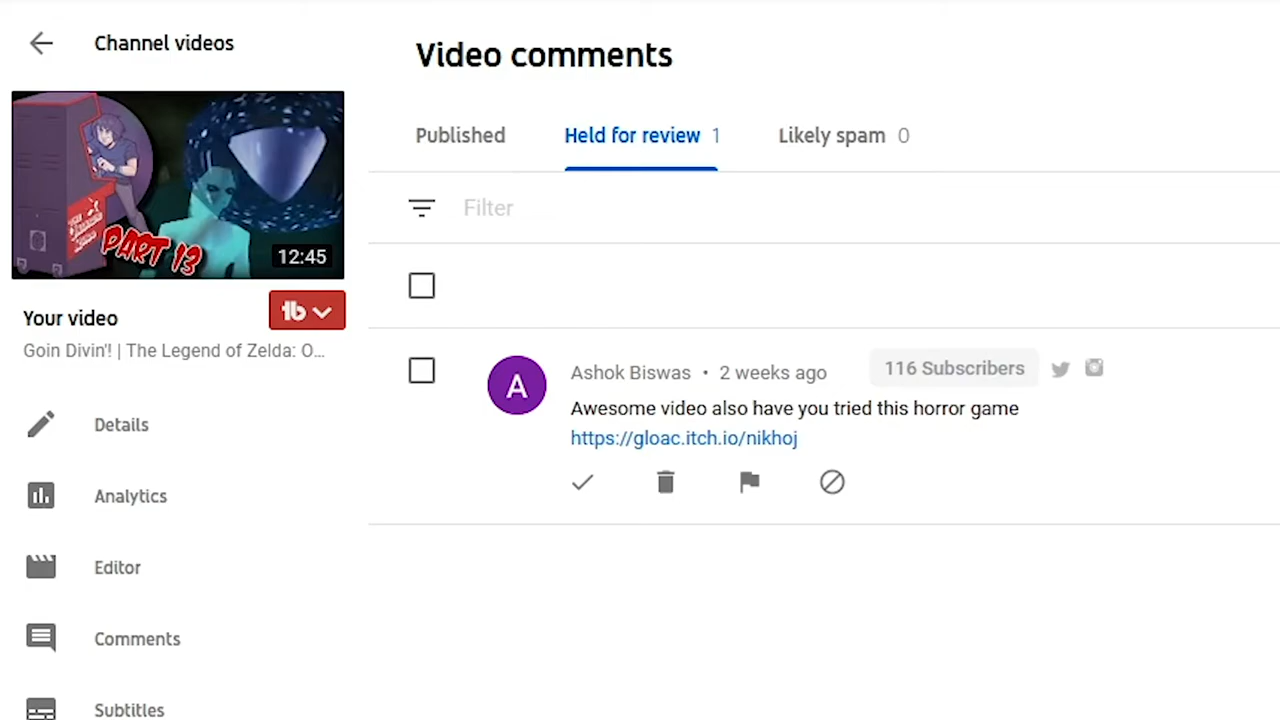 Channel videos
Video comments
Published
Held for review 1
Likely spam 0
Filter
PART 13
12:45
Your video
Goin Divin'! | The Legend of Zelda: O...
Ashok Biswas • 2 weeks ago
116 Subscribers
Awesome video also have you tried this horror game
https://gloac.itch.io/nikhoj
Details
Analytics
Editor
Comments
Subtitles